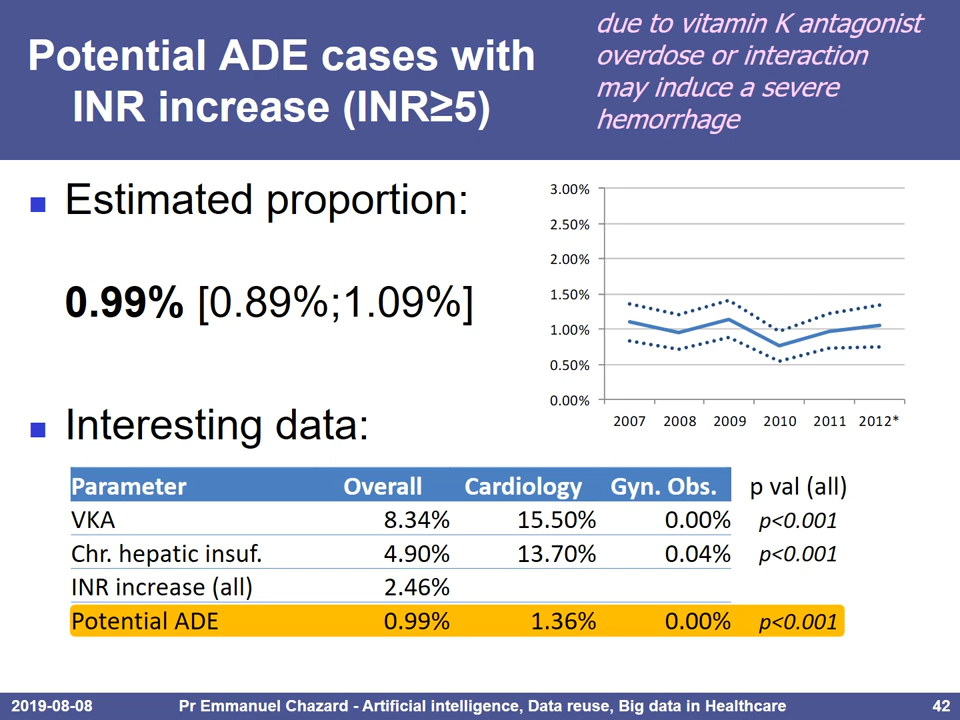 Potential ADE cases with
INR increase (INR≥5)
due to vitamin K antagonist
overdose or interaction
may induce a severe
hemorrhage
Estimated proportion:
0.99% [0.89%;1.09%]
3.00%
2.50%
2.00%
1.50%
1.00%
0.50%
0.00%
2007 2008 2009 2010 2011 2012*
Interesting data:
Parameter Overall Cardiology Gyn. Obs. p val (all)
VKA 8.34% 15.50% 0.00% p<0.001
Chr. hepatic insuf. 4.90% 13.70% 0.04% p<0.001
INR increase (all) 2.46%
Potential ADE 0.99% 1.36% 0.00% p<0.001
2019-08-08 Pr Emmanuel Chazard - Artificial intelligence, Data reuse, Big data in Healthcare 42